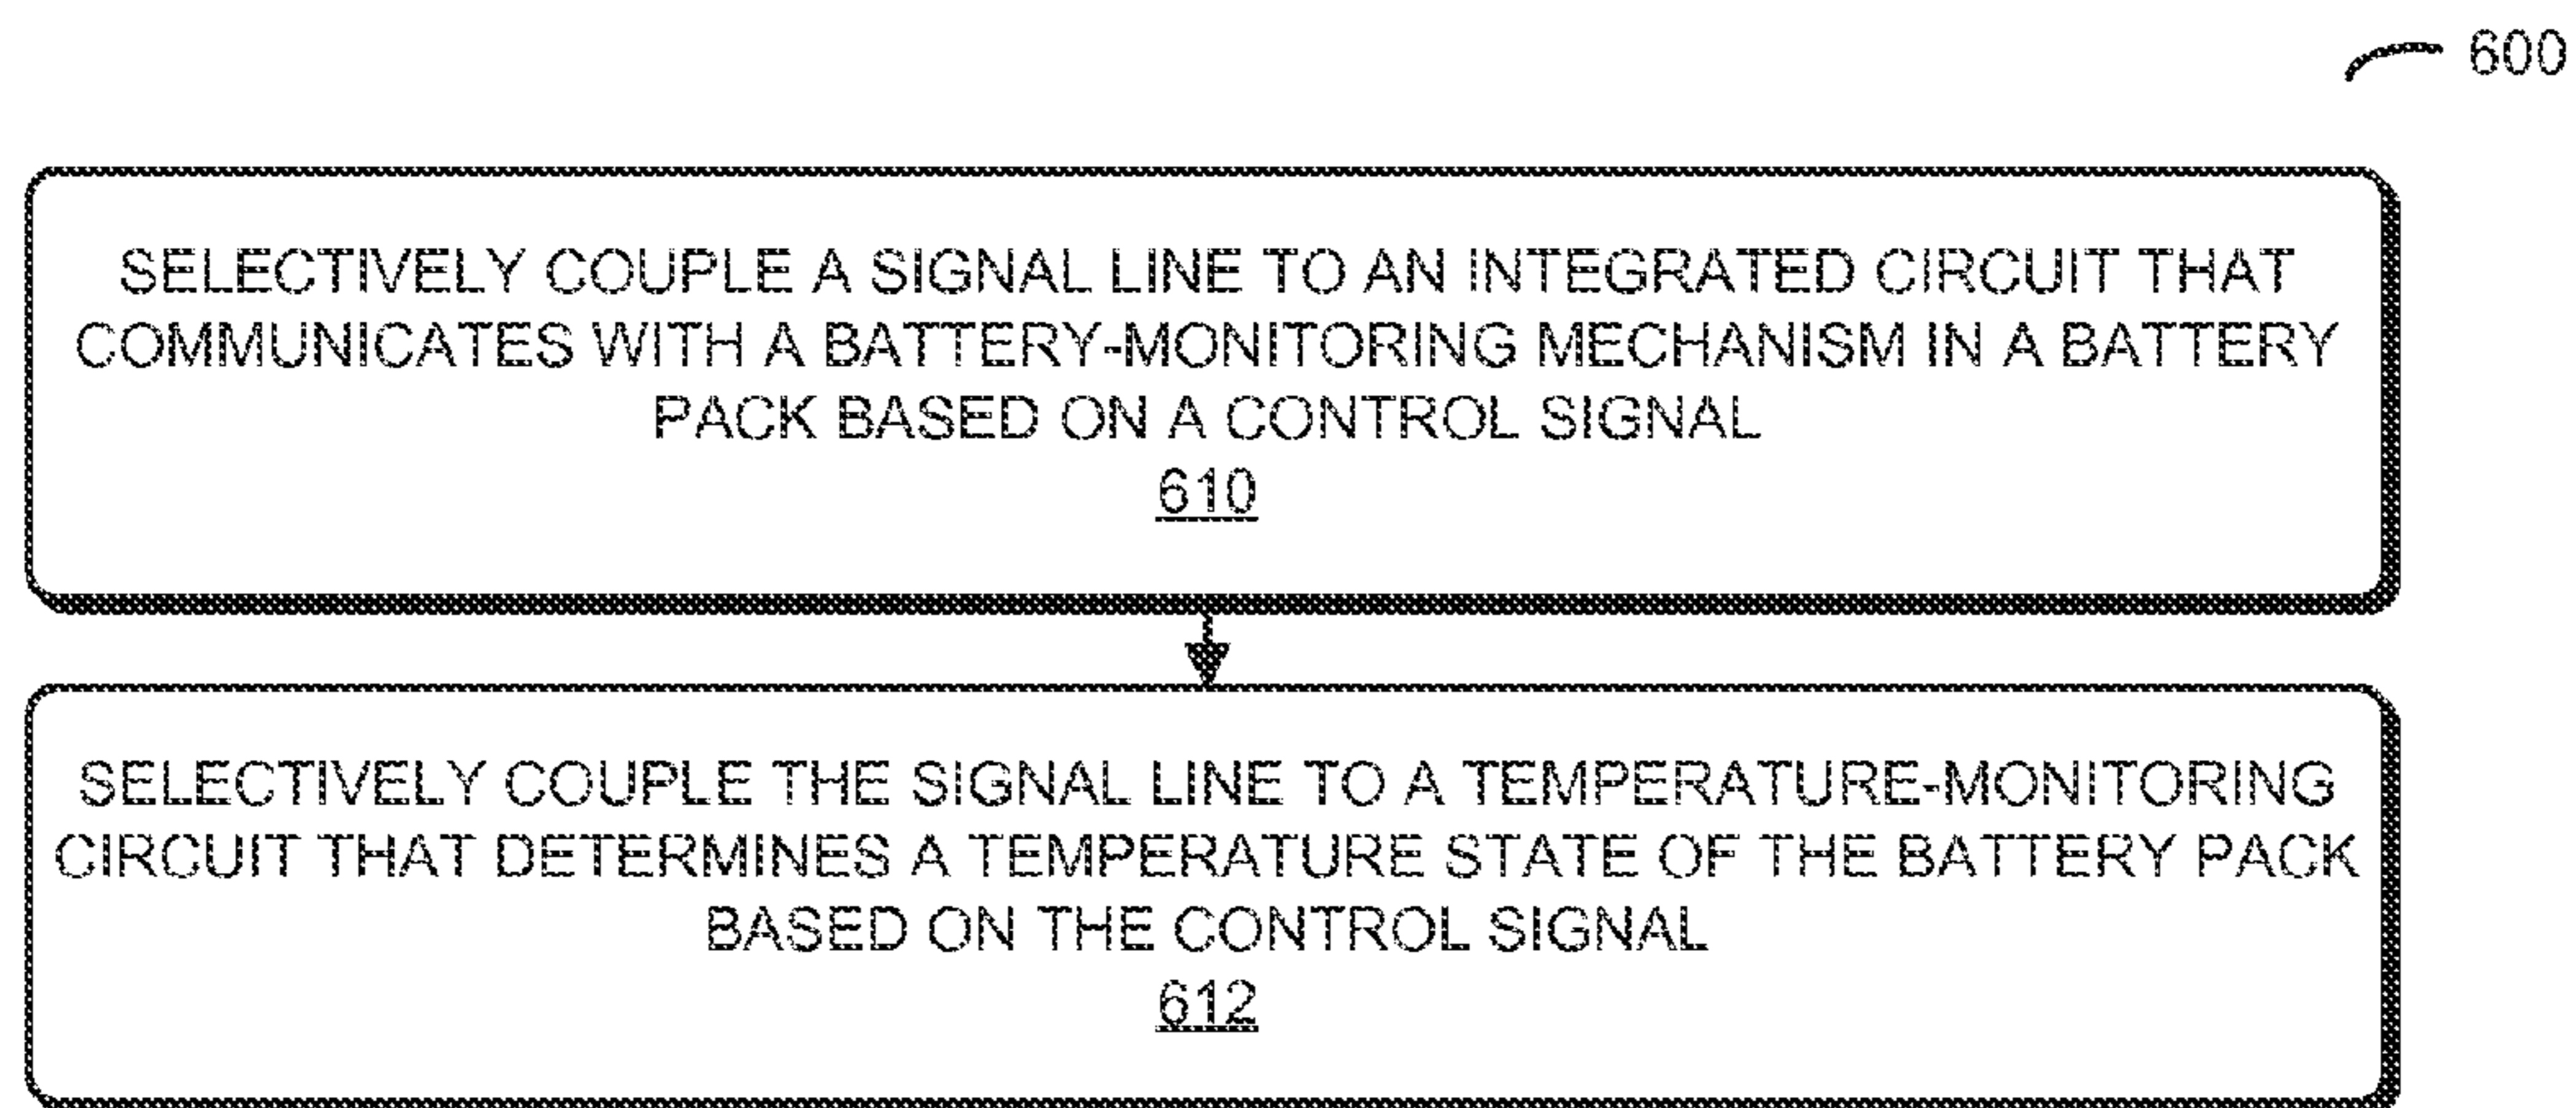 600
SELECTIVELY COUPLE A SIGNAL LINE TO AN INTEGRATED CIRCUIT THAT
COMMUNICATES WITH A BATTERY-MONITORING MECHANISM IN A BATTERY
PACK BASED ON A CONTROL SIGNAL
610
SELECTIVELY COUPLE THE SIGNAL LINE TO A TEMPERATURE-MONITORING
CIRCUIT THAT DETERMINES A TEMPERATURE STATE OF THE BATTERY PACK
BASED ON THE CONTROL SIGNAL
612